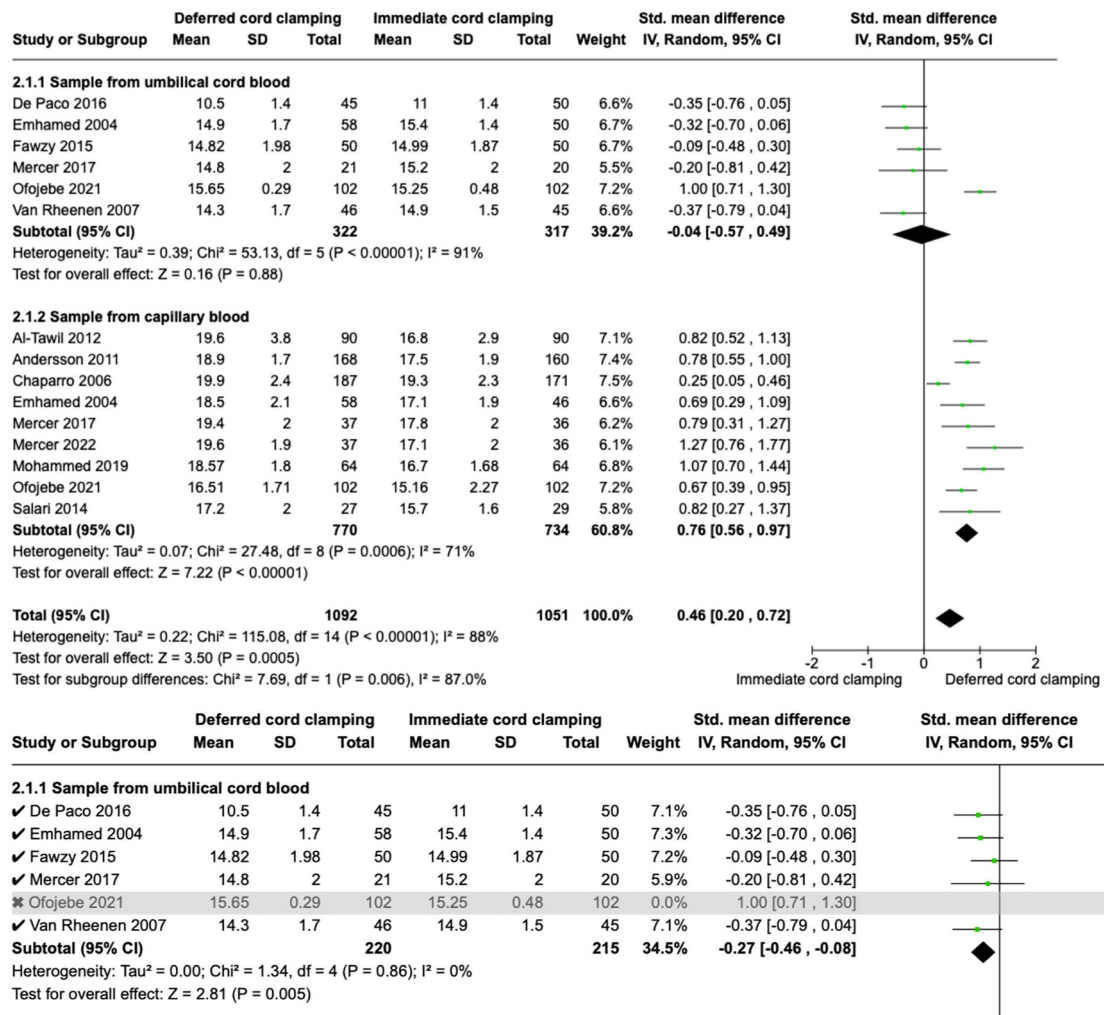 Deferred cord clamping Immediate cord clamping Std. mean difference Std. mean difference
Study or Subgroup Mean SD Total Mean SD Total Weight IV, Random, 95% CI IV, Random, 95% CI
2.1.1 Sample from umbilical cord blood
De Paco 2016 10.5 1.4 45 11 1.4 50 6.6% -0.35 [-0.76 , 0.05]
Emhamed 2004 14.9 1.7 58 15.4 1.4 50 6.7% -0.32 [-0.70 , 0.06]
Fawzy 2015 14.82 1.98 50 14.99 1.87 50 6.7% -0.09 [-0.48 , 0.30]
Mercer 2017 14.8 2 21 15.2 2 20 5.5% -0.20 [-0.81 , 0.42]
Ofojebe 2021 15.65 0.29 102 15.25 0.48 102 7.2% 1.00 [0.71 , 1.30]
Van Rheenen 2007 14.3 1.7 46 14.9 1.5 45 6.6% -0.37 [-0.79 , 0.04]
Subtotal (95% CI) 322 317 39.2% -0.04 [-0.57 , 0.49]
Heterogeneity: Tau² = 0.39; Chi² = 53.13, df = 5 (P < 0.00001); I² = 91%
Test for overall effect: Z = 0.16 (P = 0.88)
2.1.2 Sample from capillary blood
Al-Tawil 2012 19.6 3.8 90 16.8 2.9 90 7.1% 0.82 [0.52 , 1.13]
Andersson 2011 18.9 1.7 168 17.5 1.9 160 7.4% 0.78 [0.55 , 1.00]
Chaparro 2006 19.9 2.4 187 19.3 2.3 171 7.5% 0.25 [0.05 , 0.46]
Emhamed 2004 18.5 2.1 58 17.1 1.9 46 6.6% 0.69 [0.29 , 1.09]
Mercer 2017 19.4 2 37 17.8 2 36 6.2% 0.79 [0.31 , 1.27]
Mercer 2022 19.6 1.9 37 17.1 2 36 6.1% 1.27 [0.76 , 1.77]
Mohammed 2019 18.57 1.8 64 16.7 1.68 64 6.8% 1.07 [0.70 , 1.44]
Ofojebe 2021 16.51 1.71 102 15.16 2.27 102 7.2% 0.67 [0.39 , 0.95]
Salari 2014 17.2 2 27 15.7 1.6 29 5.8% 0.82 [0.27 , 1.37]
Subtotal (95% CI) 770 734 60.8% 0.76 [0.56 , 0.97]
Heterogeneity: Tau² = 0.07; Chi² = 27.48, df = 8 (P = 0.0006); I² = 71%
Test for overall effect: Z = 7.22 (P < 0.00001)
Total (95% CI) 1092 1051 100.0% 0.46 [0.20 , 0.72]
Heterogeneity: Tau² = 0.22; Chi² = 115.08, df = 14 (P < 0.00001); I² = 88%
Test for overall effect: Z = 3.50 (P = 0.0005)
Test for subgroup differences: Chi² = 7.69, df = 1 (P = 0.006), I² = 87.0%
-2 -1 0 1 2
Immediate cord clamping Deferred cord clamping
Deferred cord clamping Immediate cord clamping Std. mean difference Std. mean difference
Study or Subgroup Mean SD Total Mean SD Total Weight IV, Random, 95% CI IV, Random, 95% CI
2.1.1 Sample from umbilical cord blood
✔ De Paco 2016 10.5 1.4 45 11 1.4 50 7.1% -0.35 [-0.76 , 0.05]
✔ Emhamed 2004 14.9 1.7 58 15.4 1.4 50 7.3% -0.32 [-0.70 , 0.06]
✔ Fawzy 2015 14.82 1.98 50 14.99 1.87 50 7.2% -0.09 [-0.48 , 0.30]
✔ Mercer 2017 14.8 2 21 15.2 2 20 5.9% -0.20 [-0.81 , 0.42]
✖ Ofojebe 2021 15.65 0.29 102 15.25 0.48 102 0.0% 1.00 [0.71 , 1.30]
✔ Van Rheenen 2007 14.3 1.7 46 14.9 1.5 45 7.1% -0.37 [-0.79 , 0.04]
Subtotal (95% CI) 220 215 34.5% -0.27 [-0.46 , -0.08]
Heterogeneity: Tau² = 0.00; Chi² = 1.34, df = 4 (P = 0.86); I² = 0%
Test for overall effect: Z = 2.81 (P = 0.005)